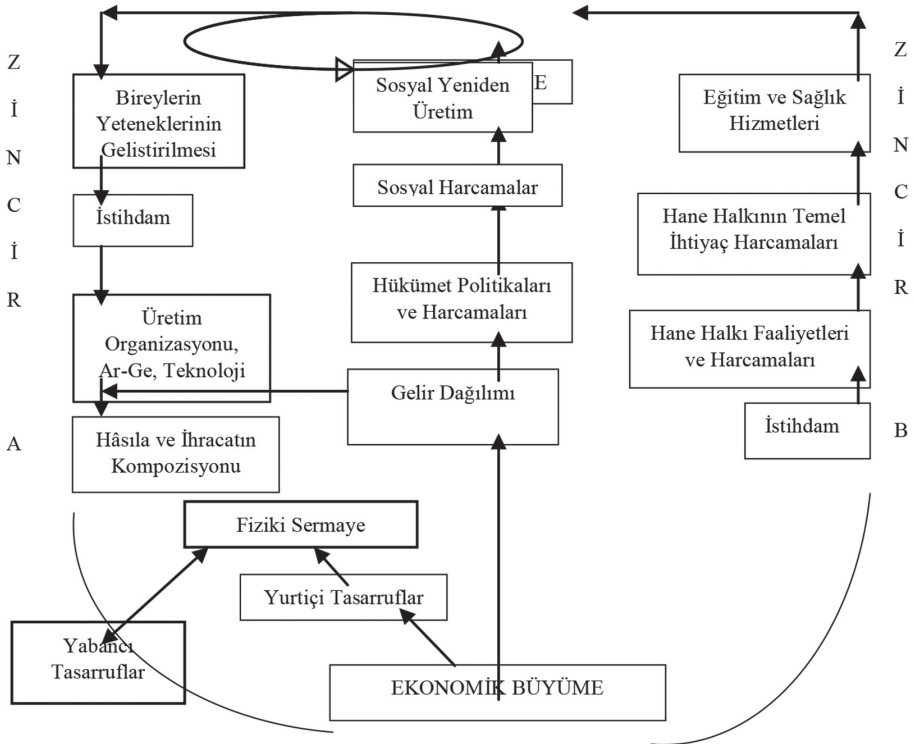 Z
İ
N
C
İ
R
A
Bireylerin
Yeteneklerinin
Gelistirilmesi
İstihdam
Üretim
Organizasyonu,
Ar-Ge, Teknoloji
Hâsıla ve İhracatın
Kompozisyonu
Sosyal Yeniden
Üretim
E
Sosyal Harcamalar
Hükümet Politikaları
ve Harcamaları
Gelir Dağılımı
Eğitim ve Sağlık
Hizmetleri
Hane Halkının Temel
İhtiyaç Harcamaları
Hane Halkı Faaliyetleri
ve Harcamaları
İstihdam
Z
İ
N
C
İ
R
B
Fiziki Sermaye
Yurtiçi Tasarruflar
Yabancı
Tasarruflar
EKONOMİK BÜYÜME